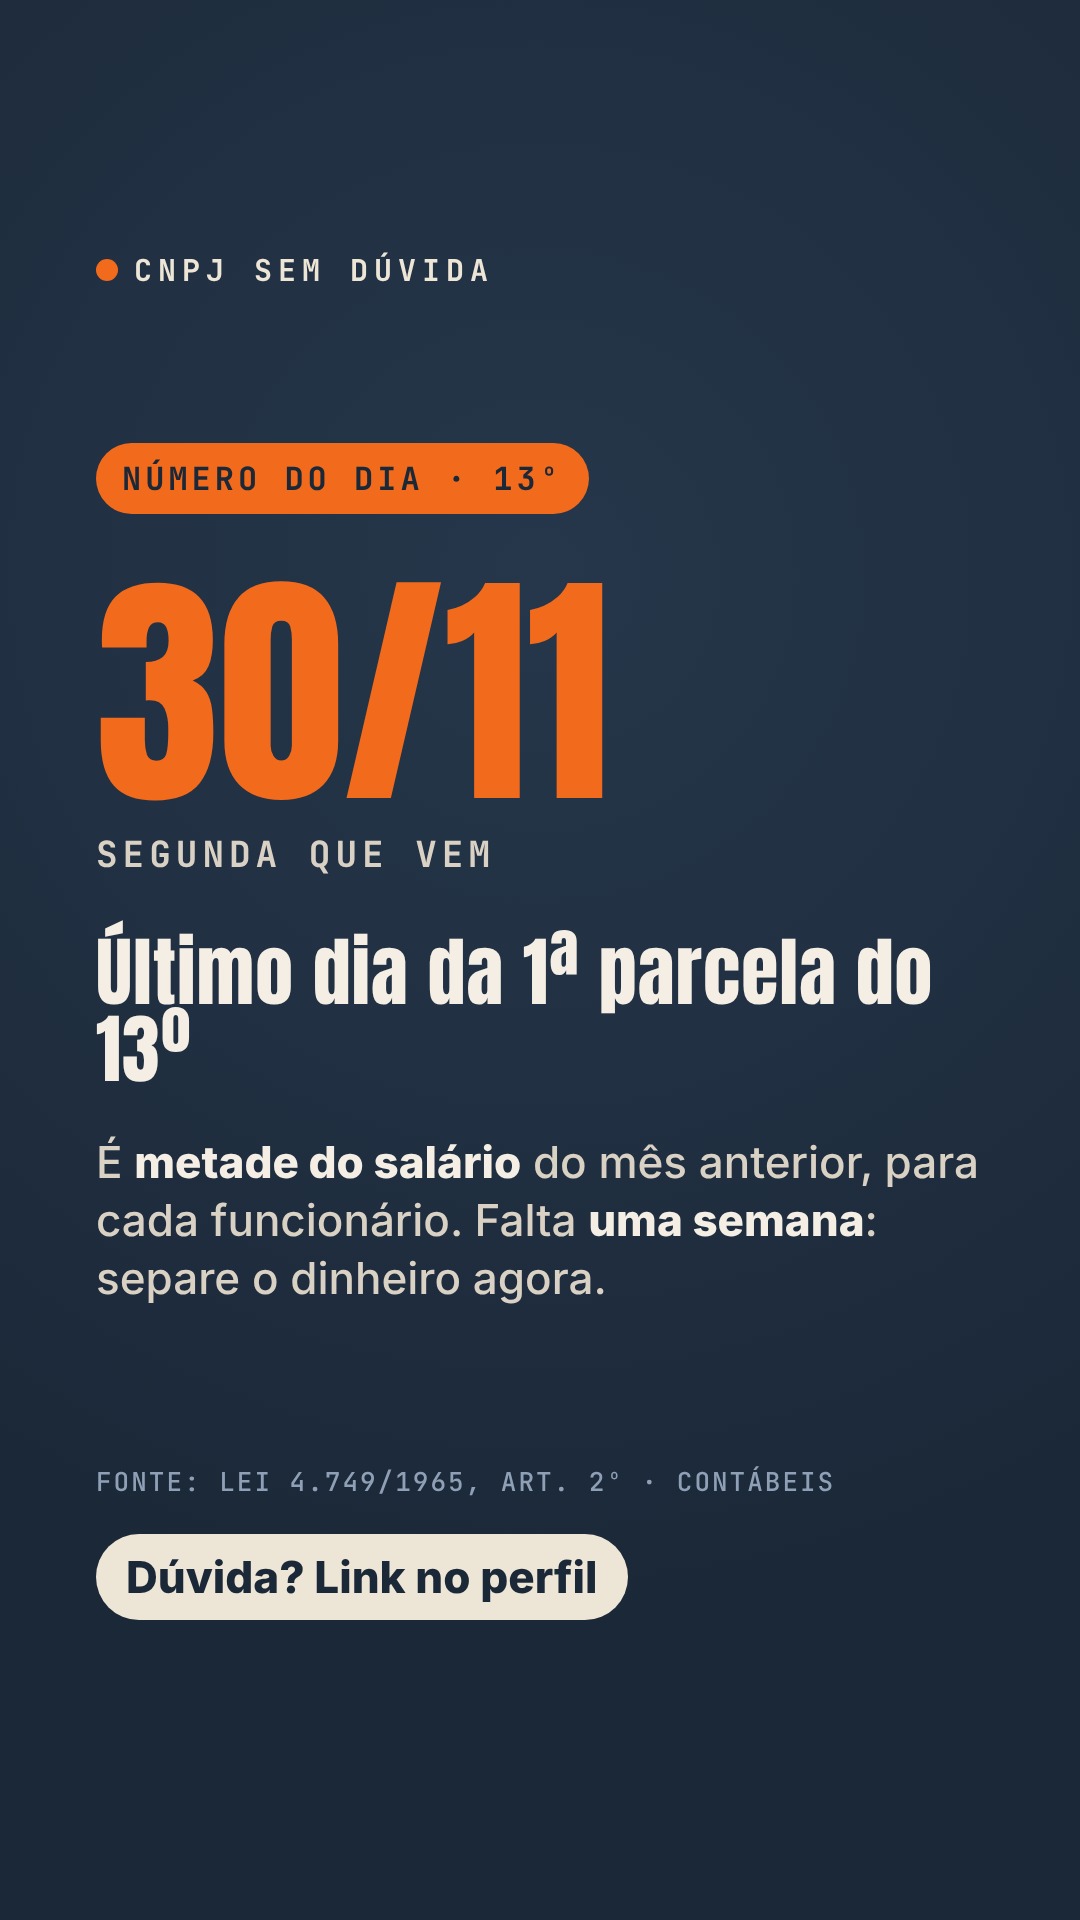 CNPJ SEM DÚVIDA
NÚMERO DO DIA · 13º
30/11
SEGUNDA QUE VEM
Último dia da 1ª parcela do
13º
É metade do salário do mês anterior, para
cada funcionário. Falta uma semana:
separe o dinheiro agora.
FONTE: LEI 4.749/1965, ART. 2º · CONTÁBEIS
Dúvida? Link no perfil